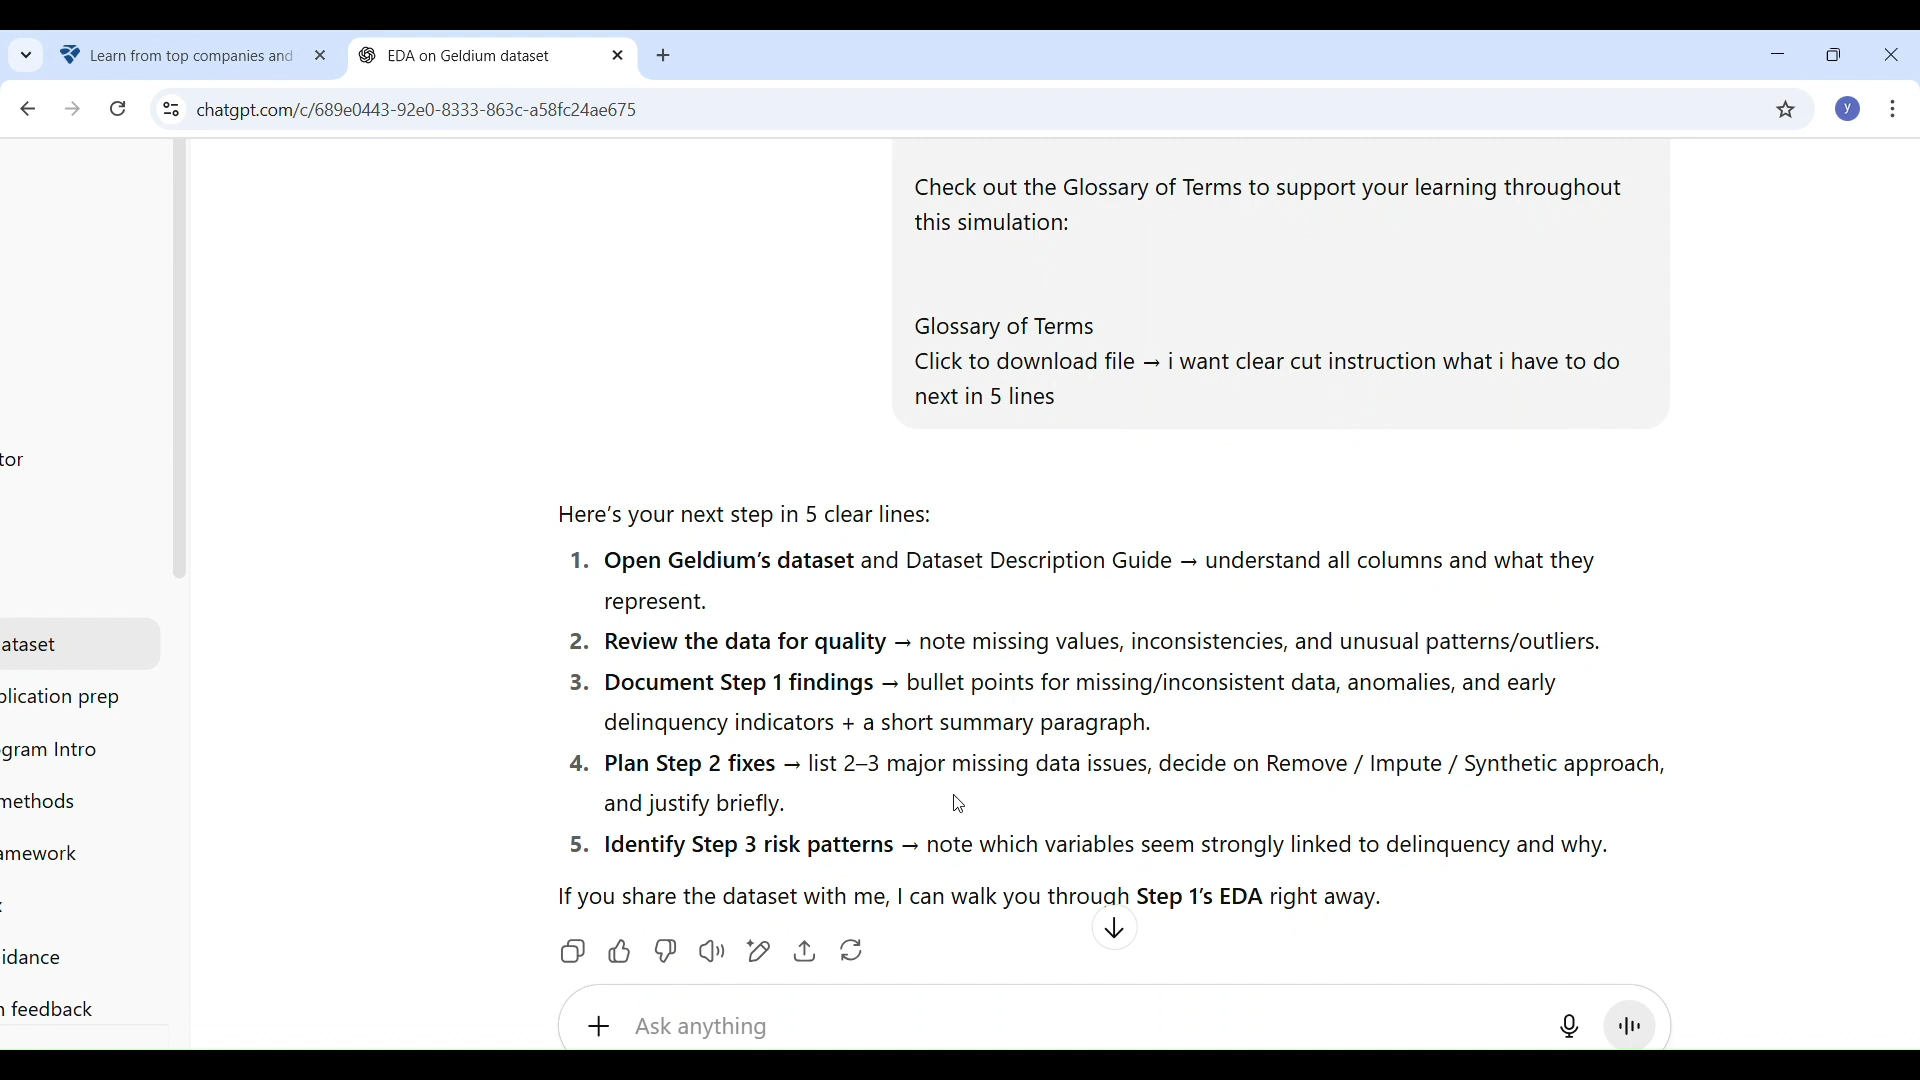 Learn from top companies and
EDA on Geldium dataset
chatgpt.com/c/689e0443-92e0-8333-863c-a58fc24ae675
y
Check out the Glossary of Terms to support your learning throughout
this simulation:
Glossary of Terms
Click to download file → i want clear cut instruction what i have to do
next in 5 lines
tor
ataset
plication prep
gram Intro
methods
amework
idance
n feedback
Here's your next step in 5 clear lines:
1. Open Geldium's dataset and Dataset Description Guide → understand all columns and what they
represent.
2. Review the data for quality → note missing values, inconsistencies, and unusual patterns/outliers.
3. Document Step 1 findings → bullet points for missing/inconsistent data, anomalies, and early
delinquency indicators + a short summary paragraph.
4. Plan Step 2 fixes → list 2–3 major missing data issues, decide on Remove / Impute / Synthetic approach,
and justify briefly.
5. Identify Step 3 risk patterns → note which variables seem strongly linked to delinquency and why.
If you share the dataset with me, I can walk you through Step 1's EDA right away.
Ask anything